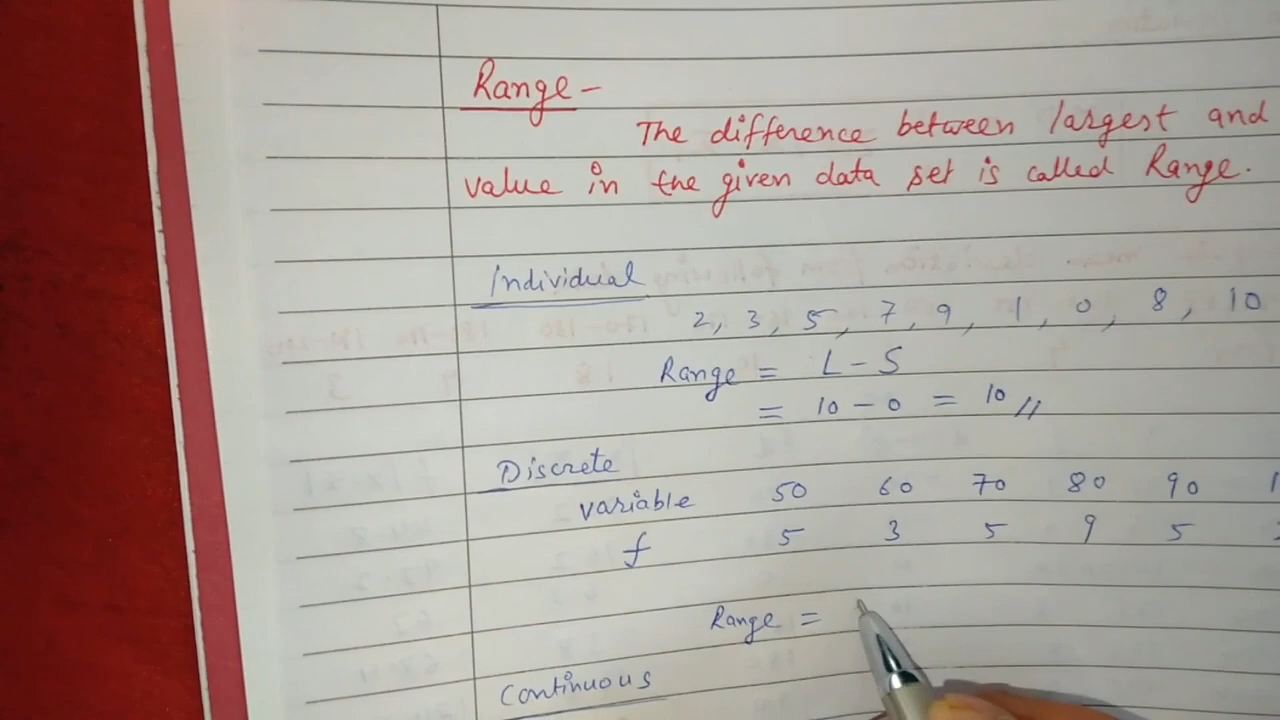 Range -
The difference between largest and
value in the given data set is called Range.
Individual
2, 3, 5, 7, 9, 1, 0, 8, 10
Range = L - S
= 10 - 0 = 10 //
Discrete
variable 50 60 70 80 90
f 5 3 5 9 5
Range =
Continuous